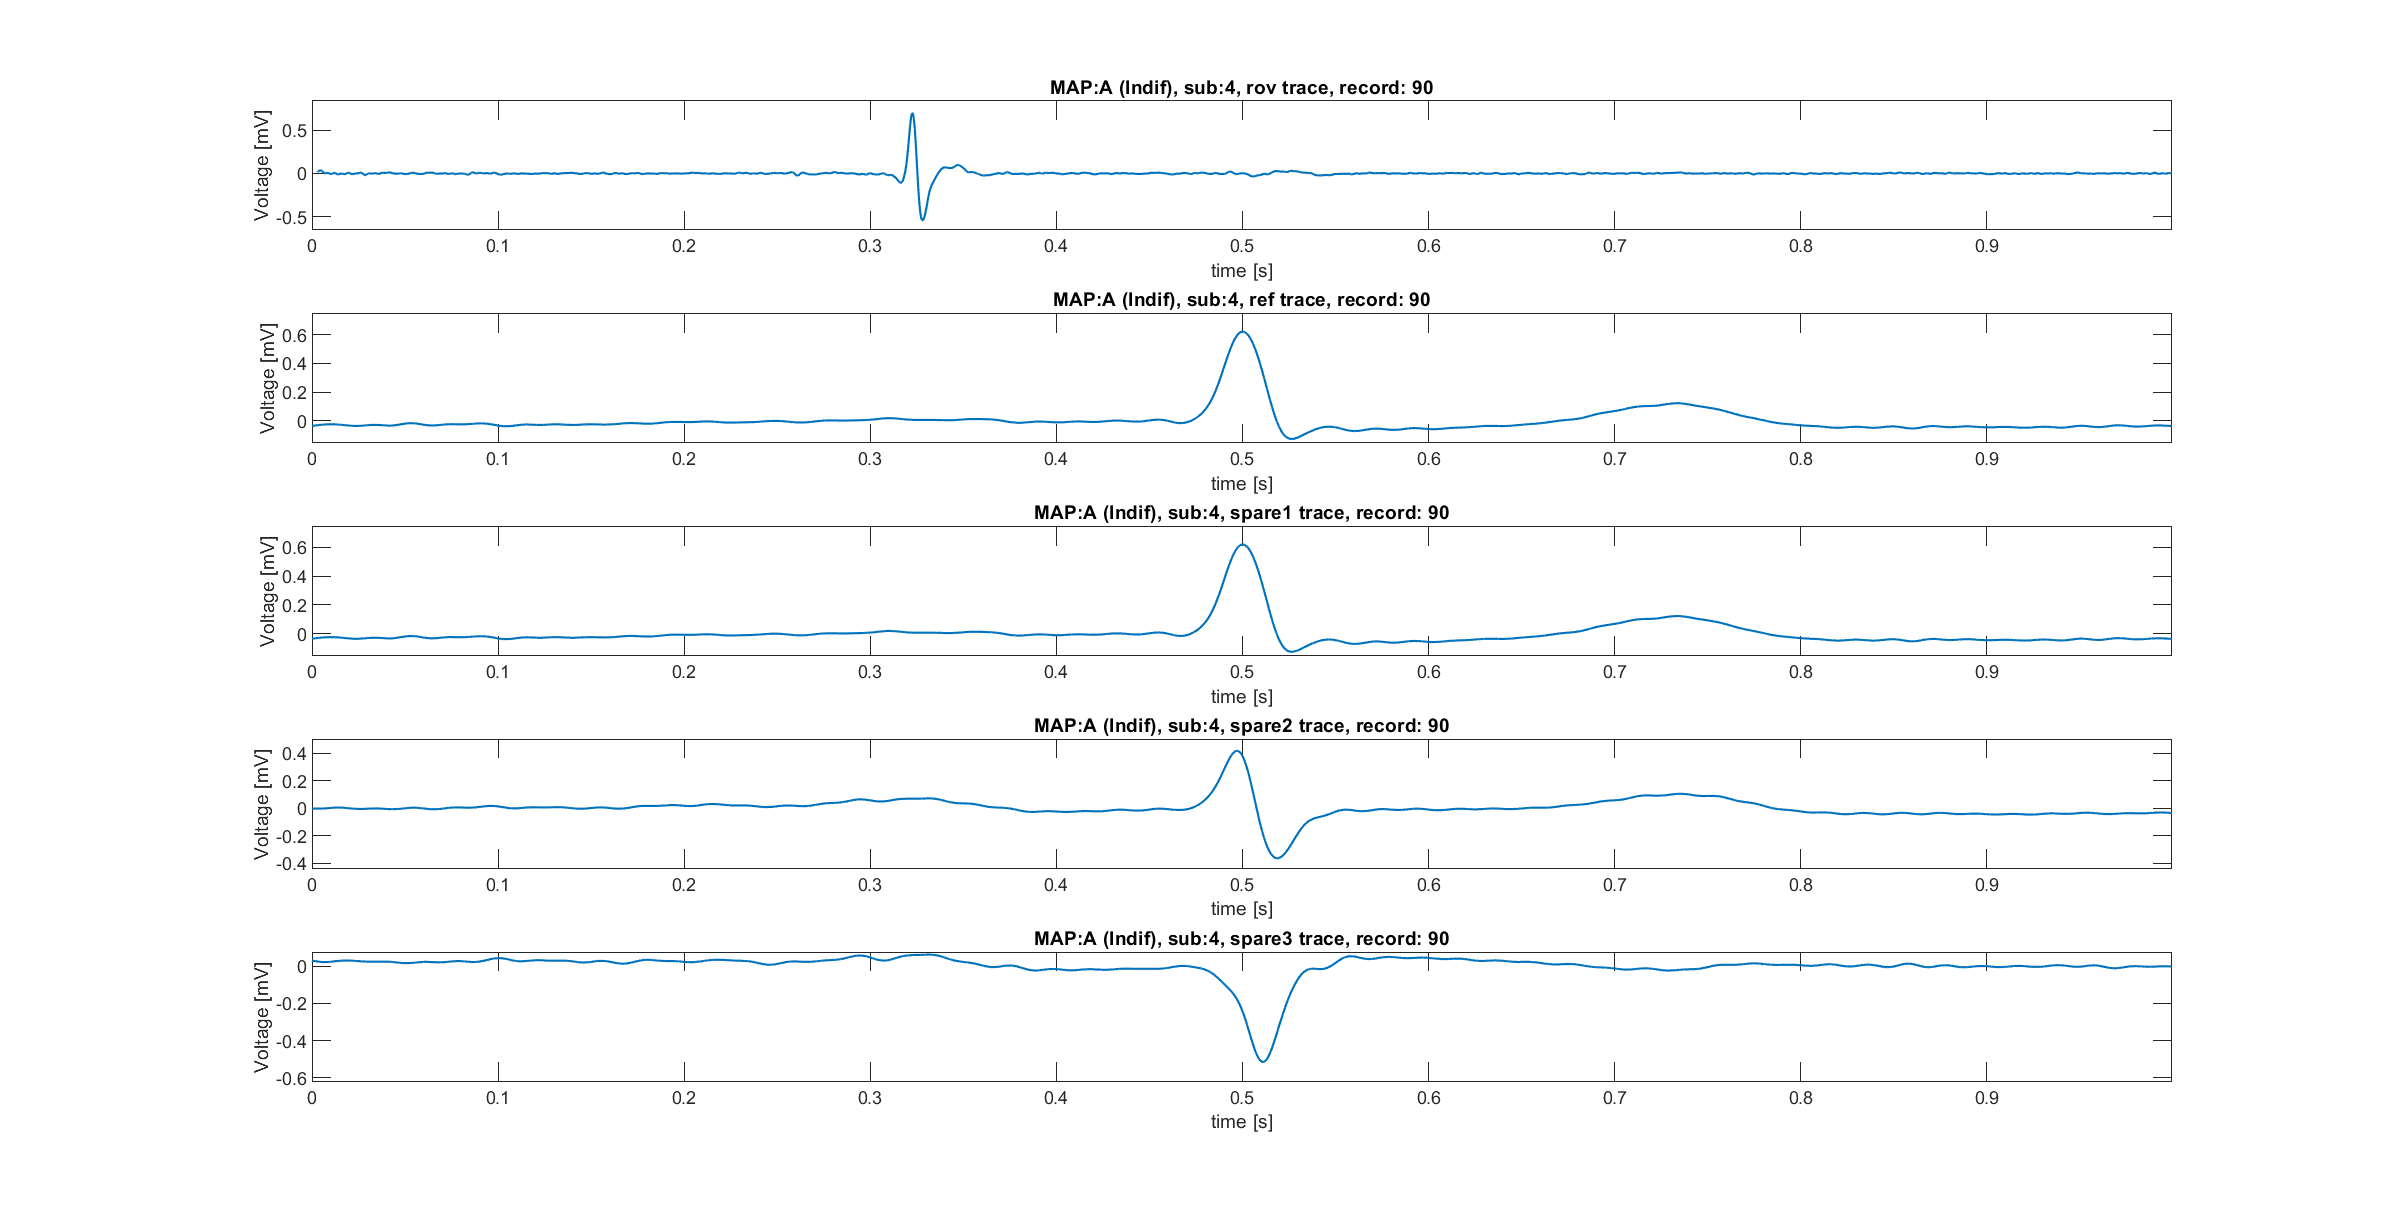 MAP:A (Indif), sub:4, rov trace, record: 90
Voltage [mV]
0.5
0
-0.5
0 0.1 0.2 0.3 0.4 0.5 0.6 0.7 0.8 0.9
time [s]
MAP:A (Indif), sub:4, ref trace, record: 90
Voltage [mV]
0.6
0.4
0.2
0
0 0.1 0.2 0.3 0.4 0.5 0.6 0.7 0.8 0.9
time [s]
MAP:A (Indif), sub:4, spare1 trace, record: 90
Voltage [mV]
0.6
0.4
0.2
0
0 0.1 0.2 0.3 0.4 0.5 0.6 0.7 0.8 0.9
time [s]
MAP:A (Indif), sub:4, spare2 trace, record: 90
Voltage [mV]
0.4
0.2
0
-0.2
-0.4
0 0.1 0.2 0.3 0.4 0.5 0.6 0.7 0.8 0.9
time [s]
MAP:A (Indif), sub:4, spare3 trace, record: 90
Voltage [mV]
0
-0.2
-0.4
-0.6
0 0.1 0.2 0.3 0.4 0.5 0.6 0.7 0.8 0.9
time [s]